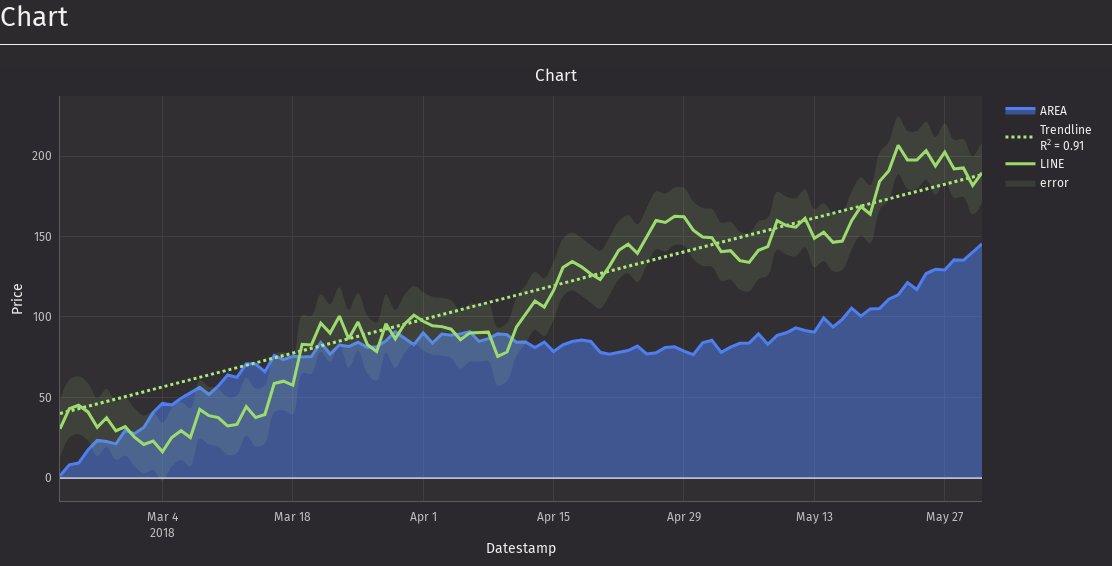 Chart
Chart
AREA
Trendline
R² = 0.91
LINE
error
Price
200
150
100
50
0
Mar 4
2018
Mar 18
Apr 1
Apr 15
Apr 29
May 13
May 27
Datestamp